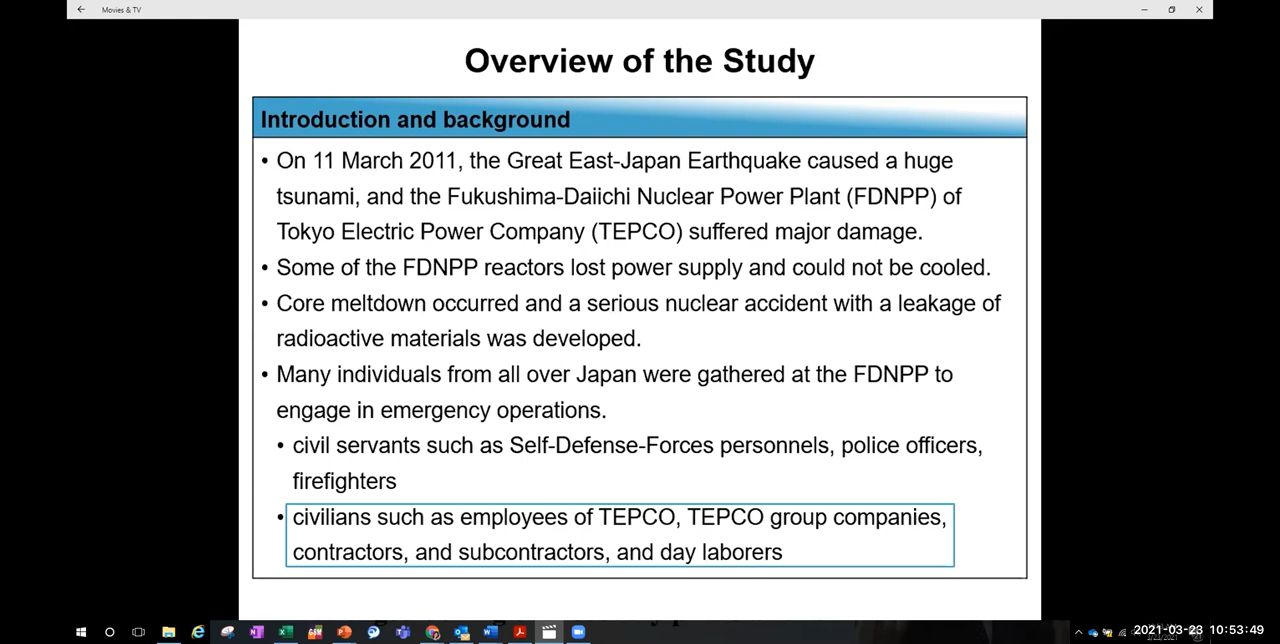 Movies & TV
Overview of the Study
Introduction and background
• On 11 March 2011, the Great East-Japan Earthquake caused a huge
tsunami, and the Fukushima-Daiichi Nuclear Power Plant (FDNPP) of
Tokyo Electric Power Company (TEPCO) suffered major damage.
• Some of the FDNPP reactors lost power supply and could not be cooled.
• Core meltdown occurred and a serious nuclear accident with a leakage of
radioactive materials was developed.
• Many individuals from all over Japan were gathered at the FDNPP to
engage in emergency operations.
• civil servants such as Self-Defense-Forces personnels, police officers,
firefighters
• civilians such as employees of TEPCO, TEPCO group companies,
contractors, and subcontractors, and day laborers
2021-03-23 10:53:49